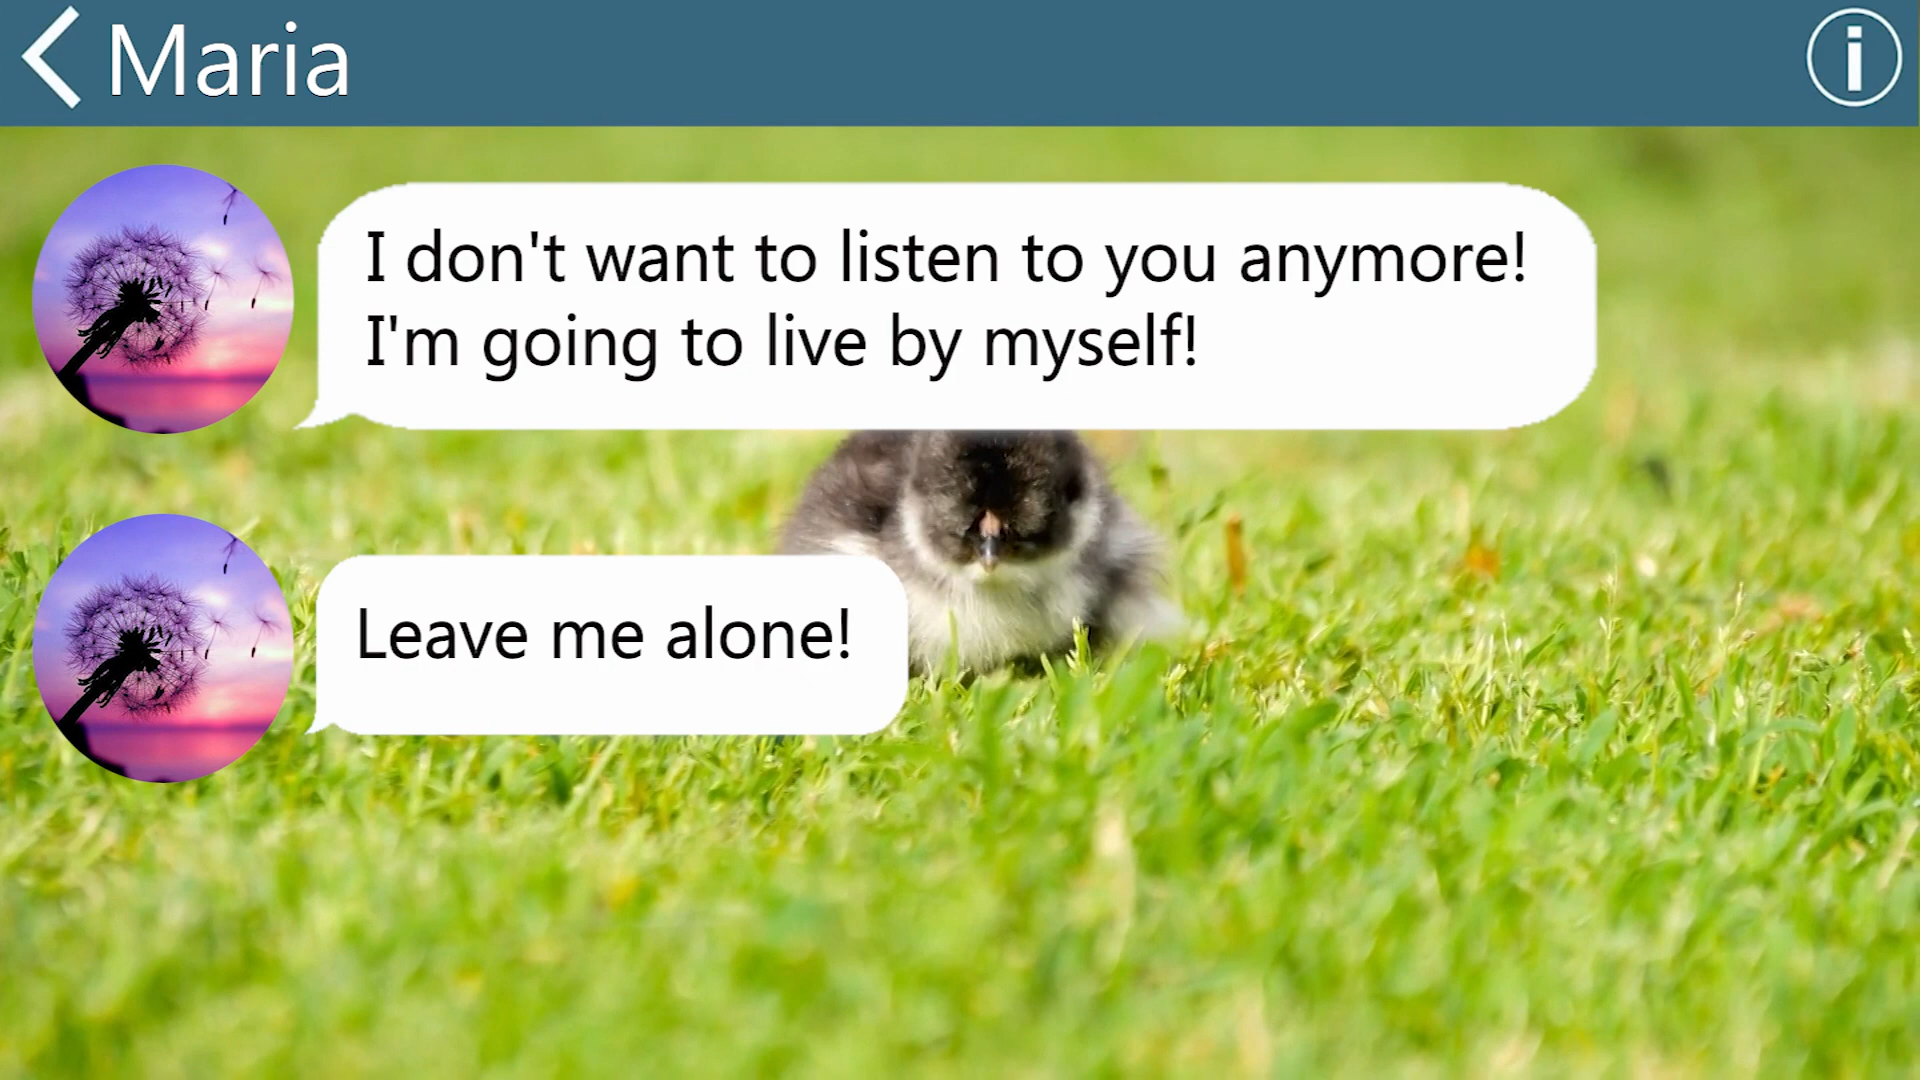 Maria
I don't want to listen to you anymore!
I'm going to live by myself!
Leave me alone!